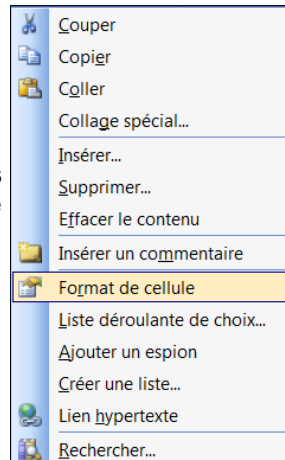 Couper
Copier
Coller
Collage spécial...
Insérer...
Supprimer...
Effacer le contenu
Insérer un commentaire
Format de cellule
Liste déroulante de choix...
Ajouter un espion
Créer une liste...
Lien hypertexte
Rechercher...